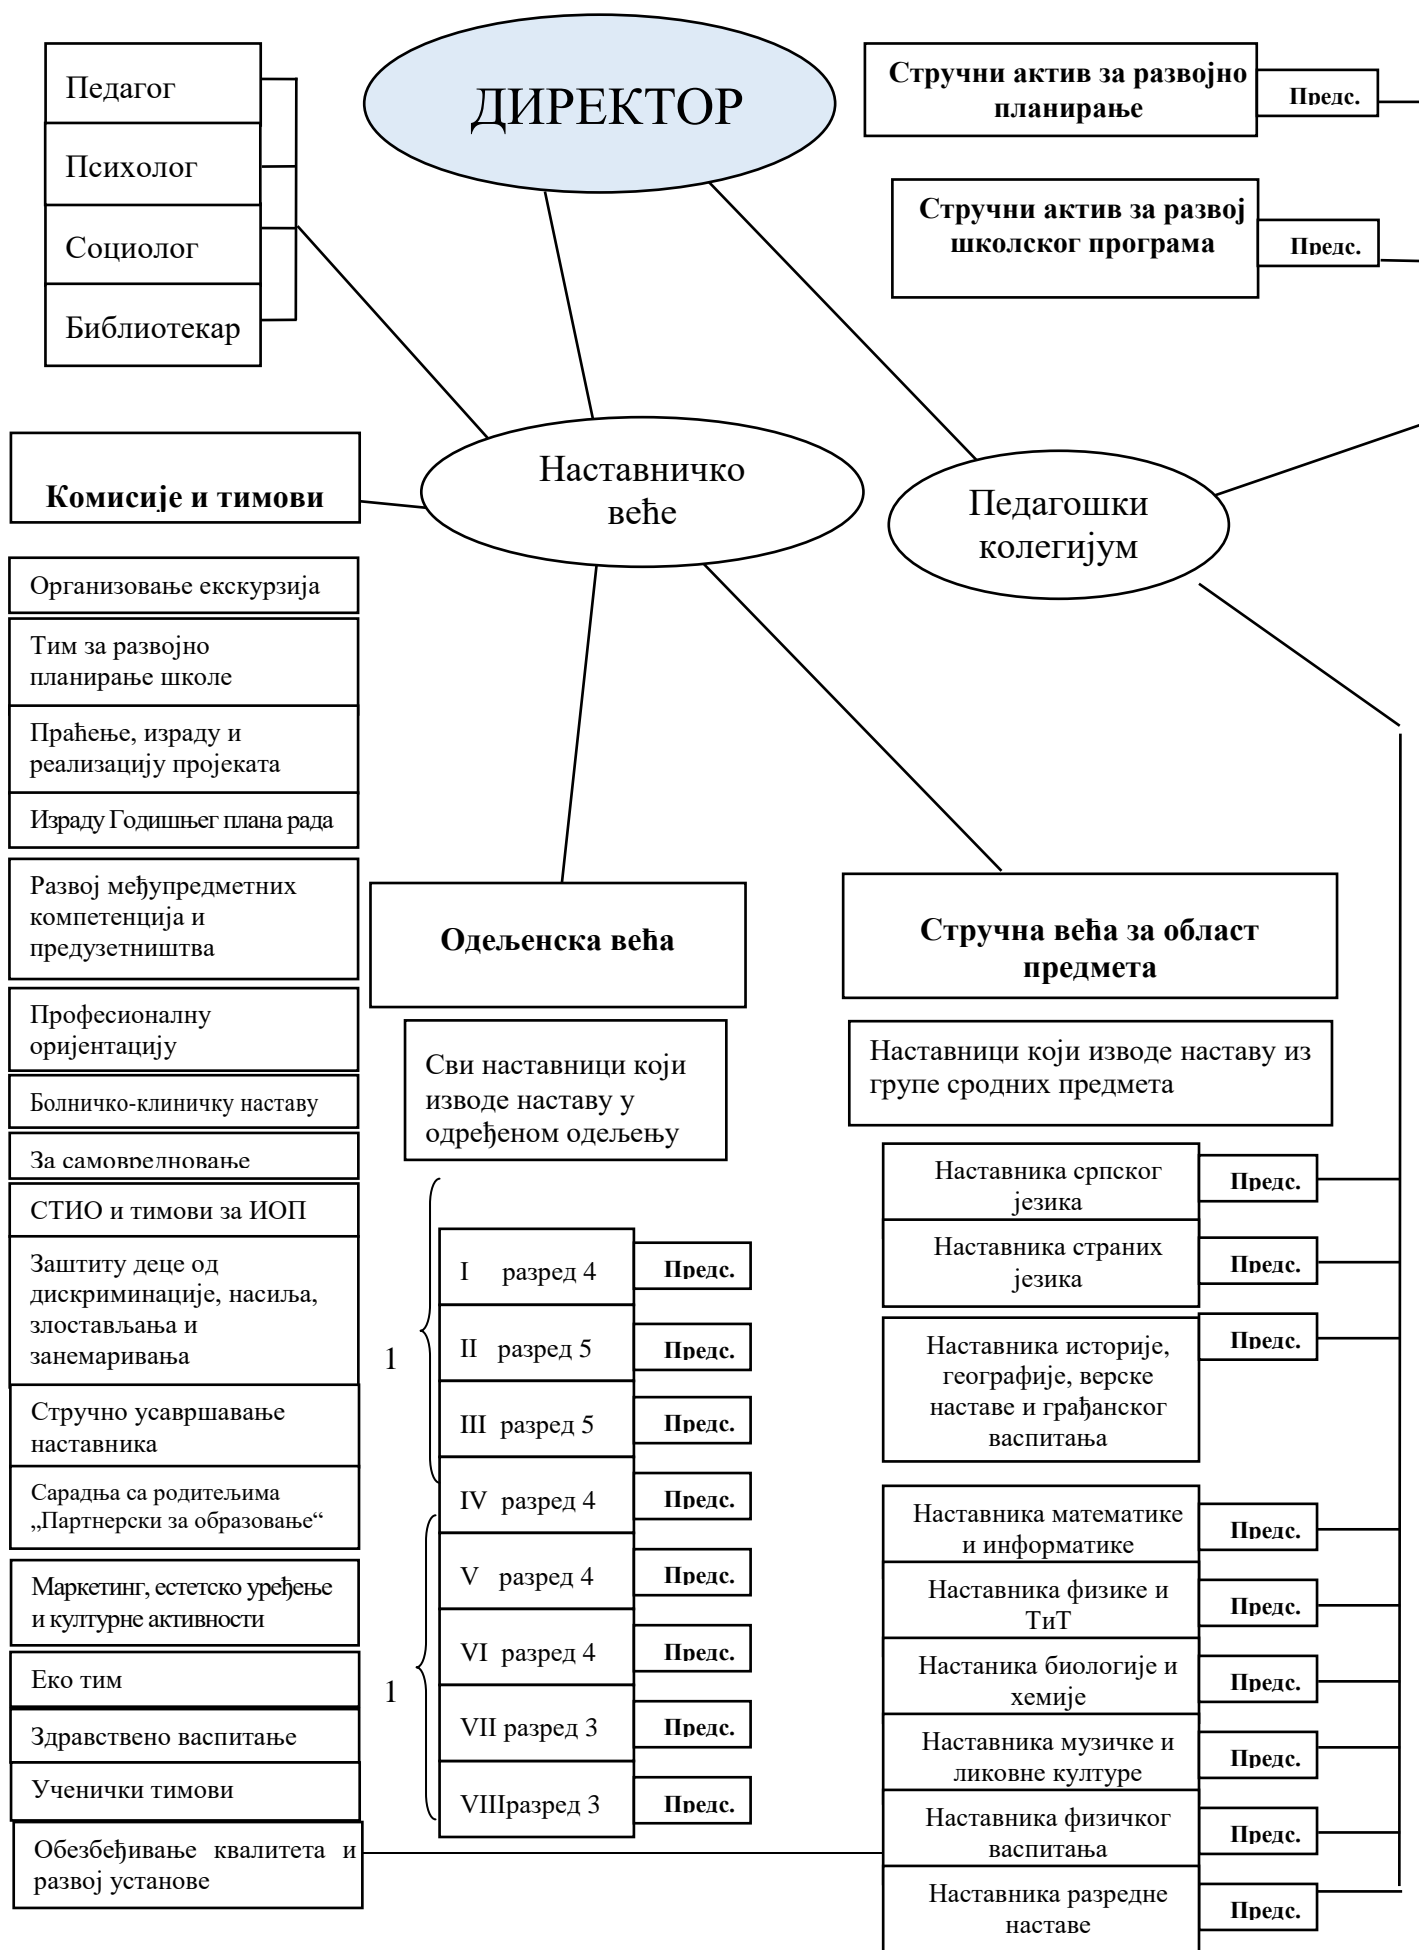 Педагог
Психолог
Социолог
Библиотекар
ДИРЕКТОР
Стручни актив за развојно
планирање
Предс.
Стручни актив за развој
школског програма
Предс.
Комисије и тимови
Наставничко
веће
Педагошки
колегијум
Организовање екскурзија
Тим за развојно
планирање школе
Праћење, израду и
реализацију пројеката
Израду Годишњег плана рада
Развој међупредметних
компетенција и
предузетништва
Професионалну
оријентацију
Болничко-клиничку наставу
За самовредновање
СТИО и тимови за ИОП
Заштиту деце од
дискриминације, насиља,
злостављања и
занемаривања
Стручно усавршавање
наставника
Сарадња са родитељима
„Партнерски за образовање“
Маркетинг, естетско уређење
и културне активности
Еко тим
Здравствено васпитање
Ученички тимови
Обезбеђивање квалитета и
развој установе
Одељенска већа
Сви наставници који
изводе наставу у
одређеном одељењу
1
I разред 4
Предс.
II разред 5
Предс.
III разред 5
Предс.
IV разред 4
Предс.
1
V разред 4
Предс.
VI разред 4
Предс.
VII разред 3
Предс.
VIIIразред 3
Предс.
Стручна већа за област
предмета
Наставници који изводе наставу из
групе сродних предмета
Наставника српског
језика
Предс.
Наставника страних
језика
Предс.
Наставника историје,
географије, верске
наставе и грађанског
васпитања
Предс.
Наставника математике
и информатике
Предс.
Наставника физике и
ТиТ
Предс.
Настаника биологије и
хемије
Предс.
Наставника музичке и
ликовне културе
Предс.
Наставника физичког
васпитања
Предс.
Наставника разредне
наставе
Предс.